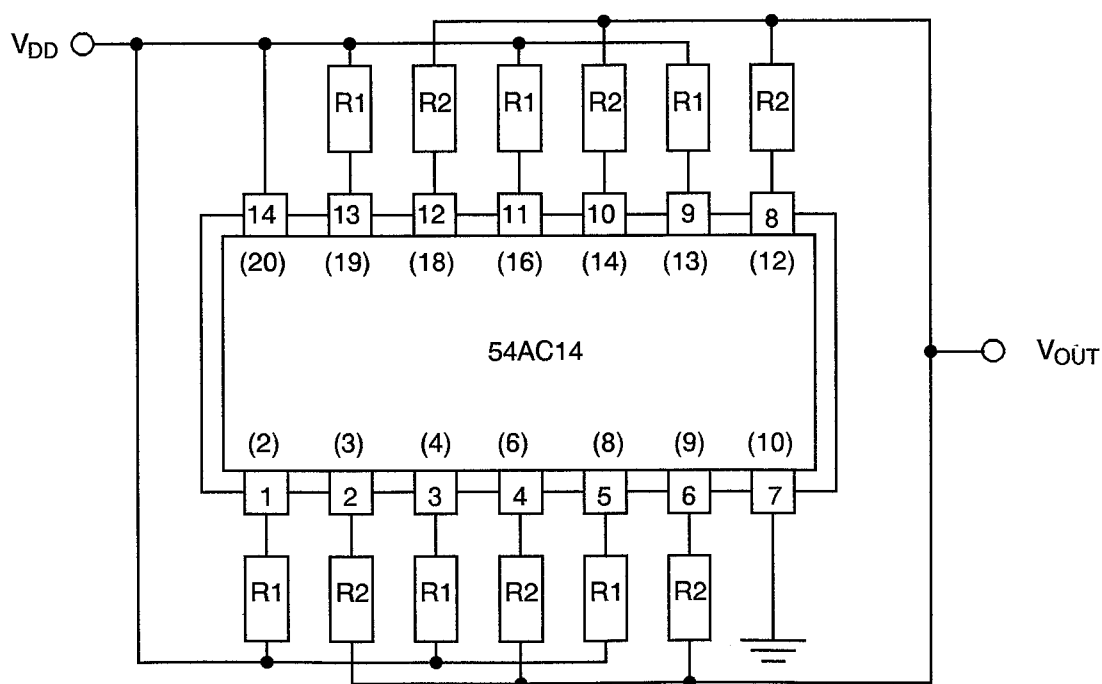 V_DD
R1 R2 R1 R2 R1 R2
14 13 12 11 10 9 8
(20) (19) (18) (16) (14) (13) (12)
54AC14
V_OUT
(2) (3) (4) (6) (8) (9) (10)
1 2 3 4 5 6 7
R1 R2 R1 R2 R1 R2